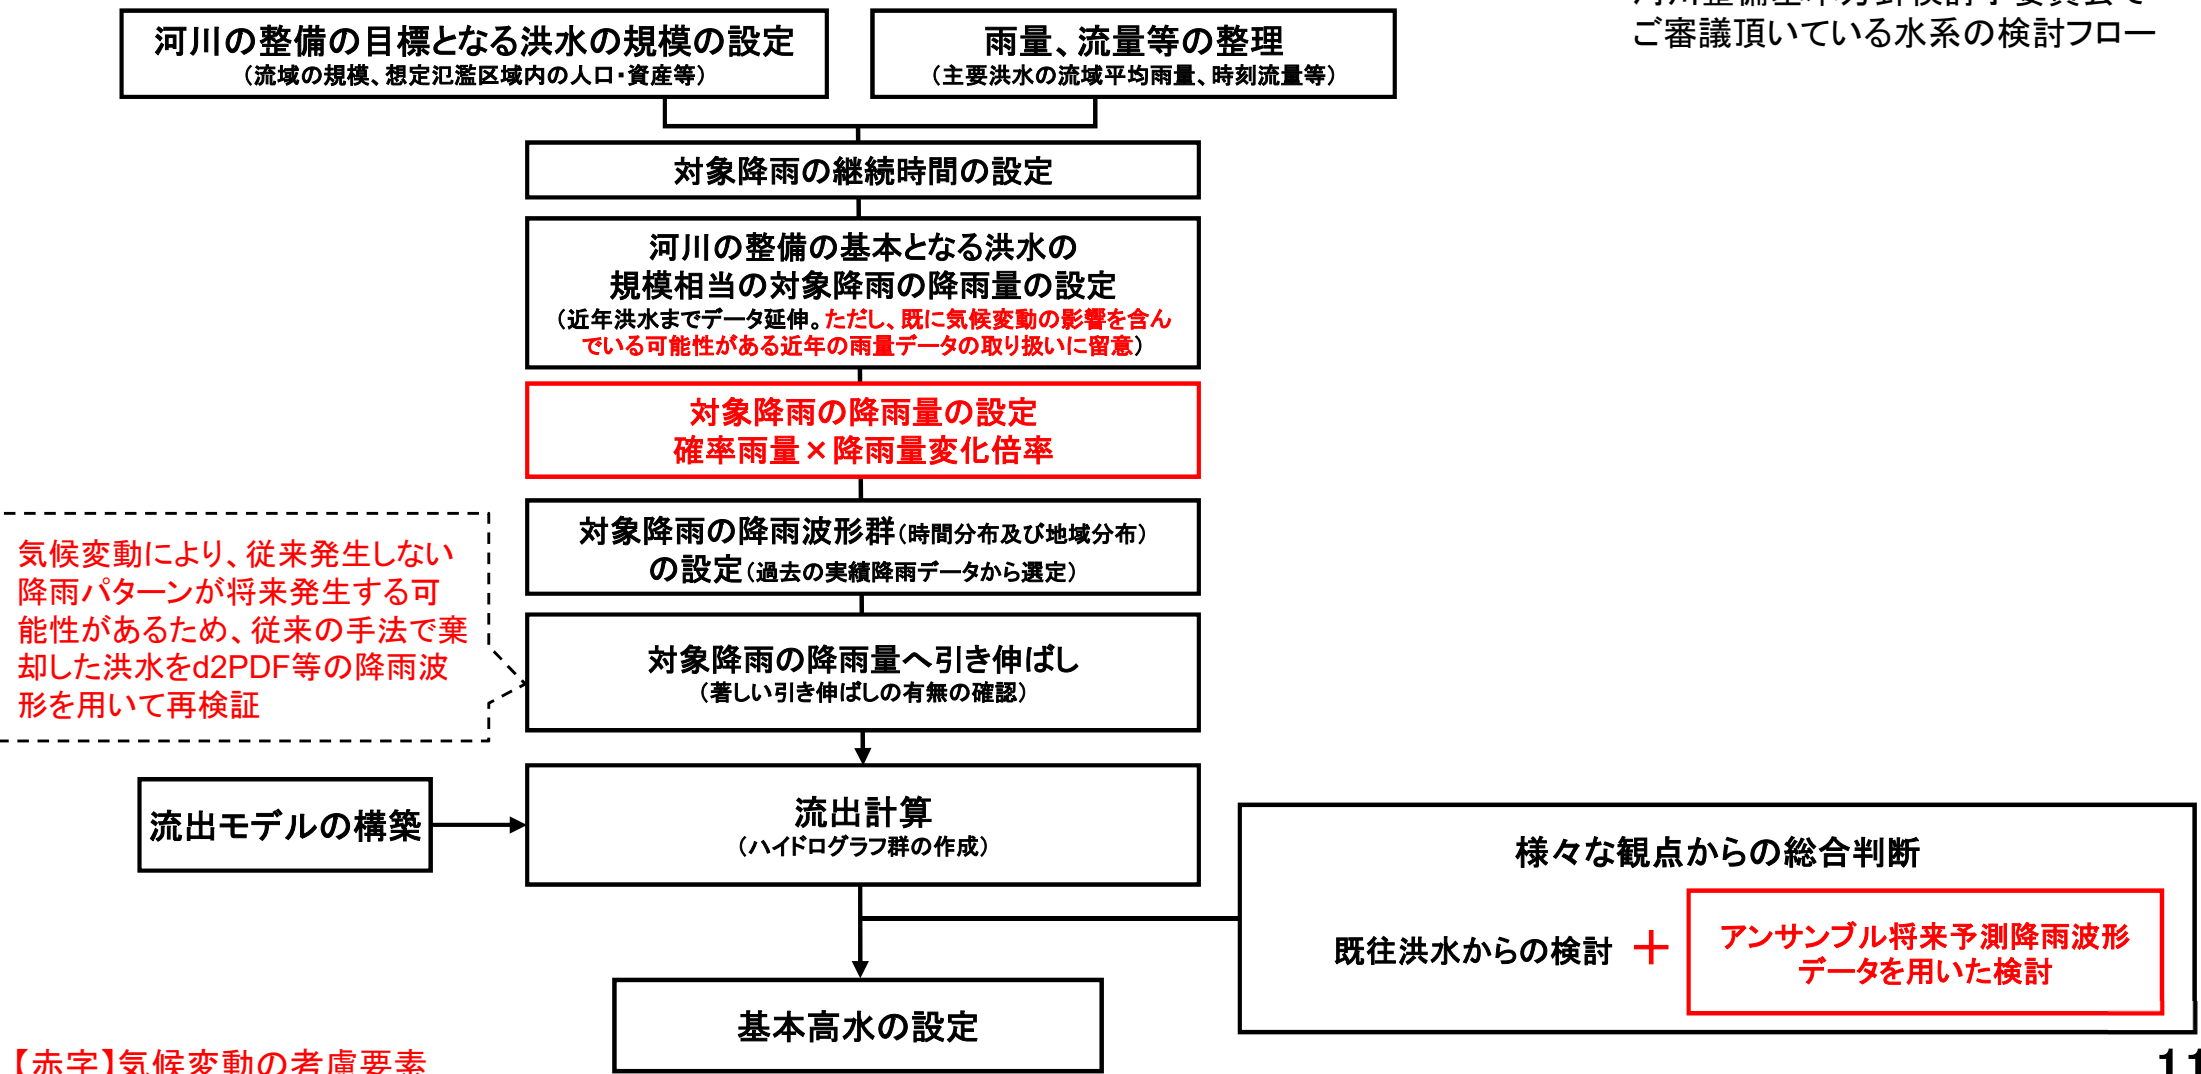 河川整備基本方針検討小委員会で
ご審議頂いている水系の検討フロー
河川の整備の目標となる洪水の規模の設定
（流域の規模、想定氾濫区域内の人口・資産等）
雨量、流量等の整理
（主要洪水の流域平均雨量、時刻流量等）
対象降雨の継続時間の設定
河川の整備の基本となる洪水の
規模相当の対象降雨の降雨量の設定
（近年洪水までデータ延伸。ただし、既に気候変動の影響を含ん
でいる可能性がある近年の雨量データの取り扱いに留意）
対象降雨の降雨量の設定
確率雨量×降雨量変化倍率
対象降雨の降雨波形群（時間分布及び地域分布）
の設定（過去の実績降雨データから選定）
気候変動により、従来発生しない
降雨パターンが将来発生する可
能性があるため、従来の手法で棄
却した洪水をd2PDF等の降雨波
形を用いて再検証
対象降雨の降雨量へ引き伸ばし
（著しい引き伸ばしの有無の確認）
流出モデルの構築
流出計算
（ハイドログラフ群の作成）
様々な観点からの総合判断
既往洪水からの検討 ＋
アンサンブル将来予測降雨波形
データを用いた検討
基本高水の設定
【赤字】気候変動の考慮要素
11